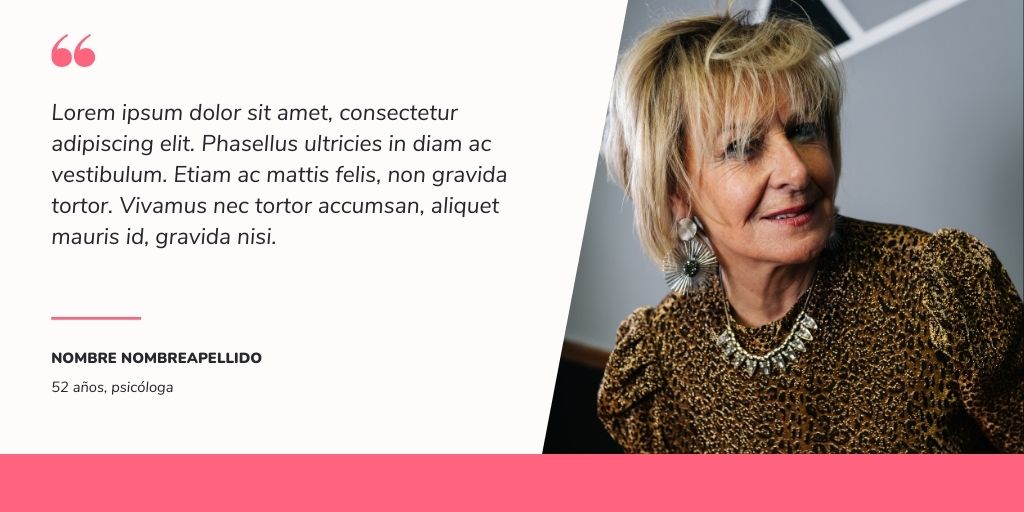 Lorem ipsum dolor sit amet, consectetur
adipiscing elit. Phasellus ultricies in diam ac
vestibulum. Etiam ac mattis felis, non gravida
tortor. Vivamus nec tortor accumsan, aliquet
mauris id, gravida nisi.
NOMBRE NOMBREAPELLIDO
52 años, psicóloga